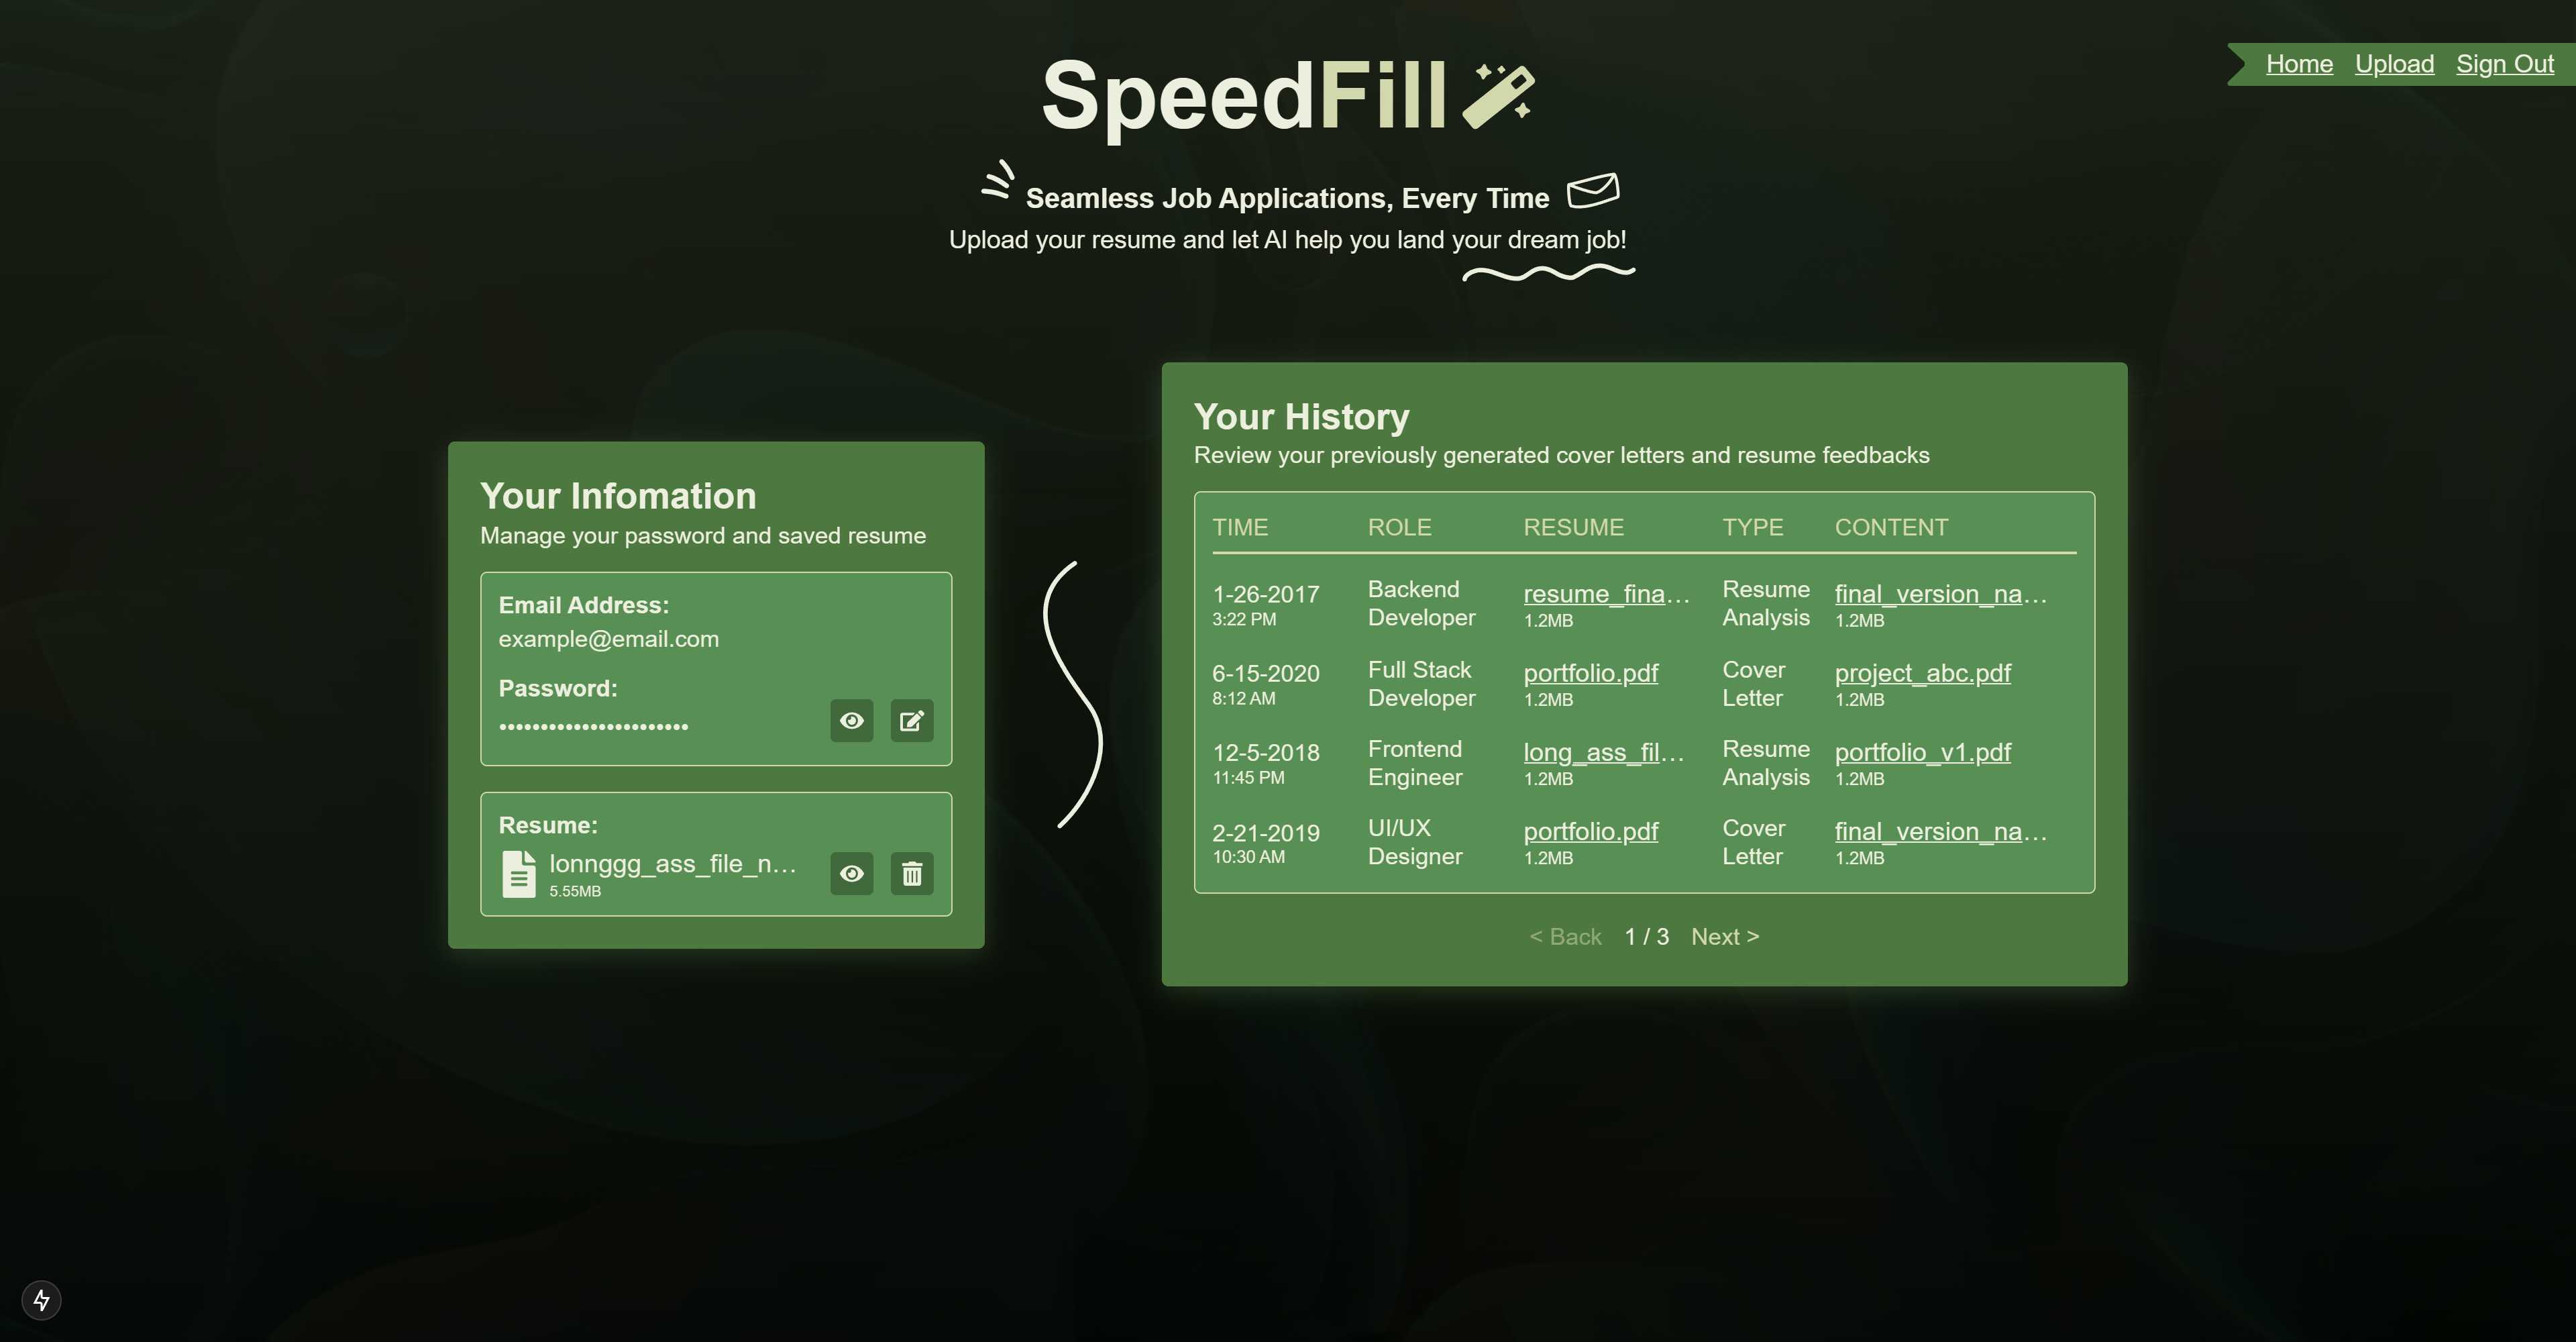 SpeedFill
Home Upload Sign Out
Seamless Job Applications, Every Time
Upload your resume and let AI help you land your dream job!
Your Infomation
Manage your password and saved resume
Email Address:
example@email.com
Password:
•••••••••••••••••••••••
Resume:
lonnggg_ass_file_n...
5.55MB
Your History
Review your previously generated cover letters and resume feedbacks
TIME ROLE RESUME TYPE CONTENT
1-26-2017 Backend resume_fina... Resume final_version_na...
3:22 PM Developer 1.2MB Analysis 1.2MB
6-15-2020 Full Stack portfolio.pdf Cover project_abc.pdf
8:12 AM Developer 1.2MB Letter 1.2MB
12-5-2018 Frontend long_ass_fil... Resume portfolio_v1.pdf
11:45 PM Engineer 1.2MB Analysis 1.2MB
2-21-2019 UI/UX portfolio.pdf Cover final_version_na...
10:30 AM Designer 1.2MB Letter 1.2MB
< Back 1 / 3 Next >